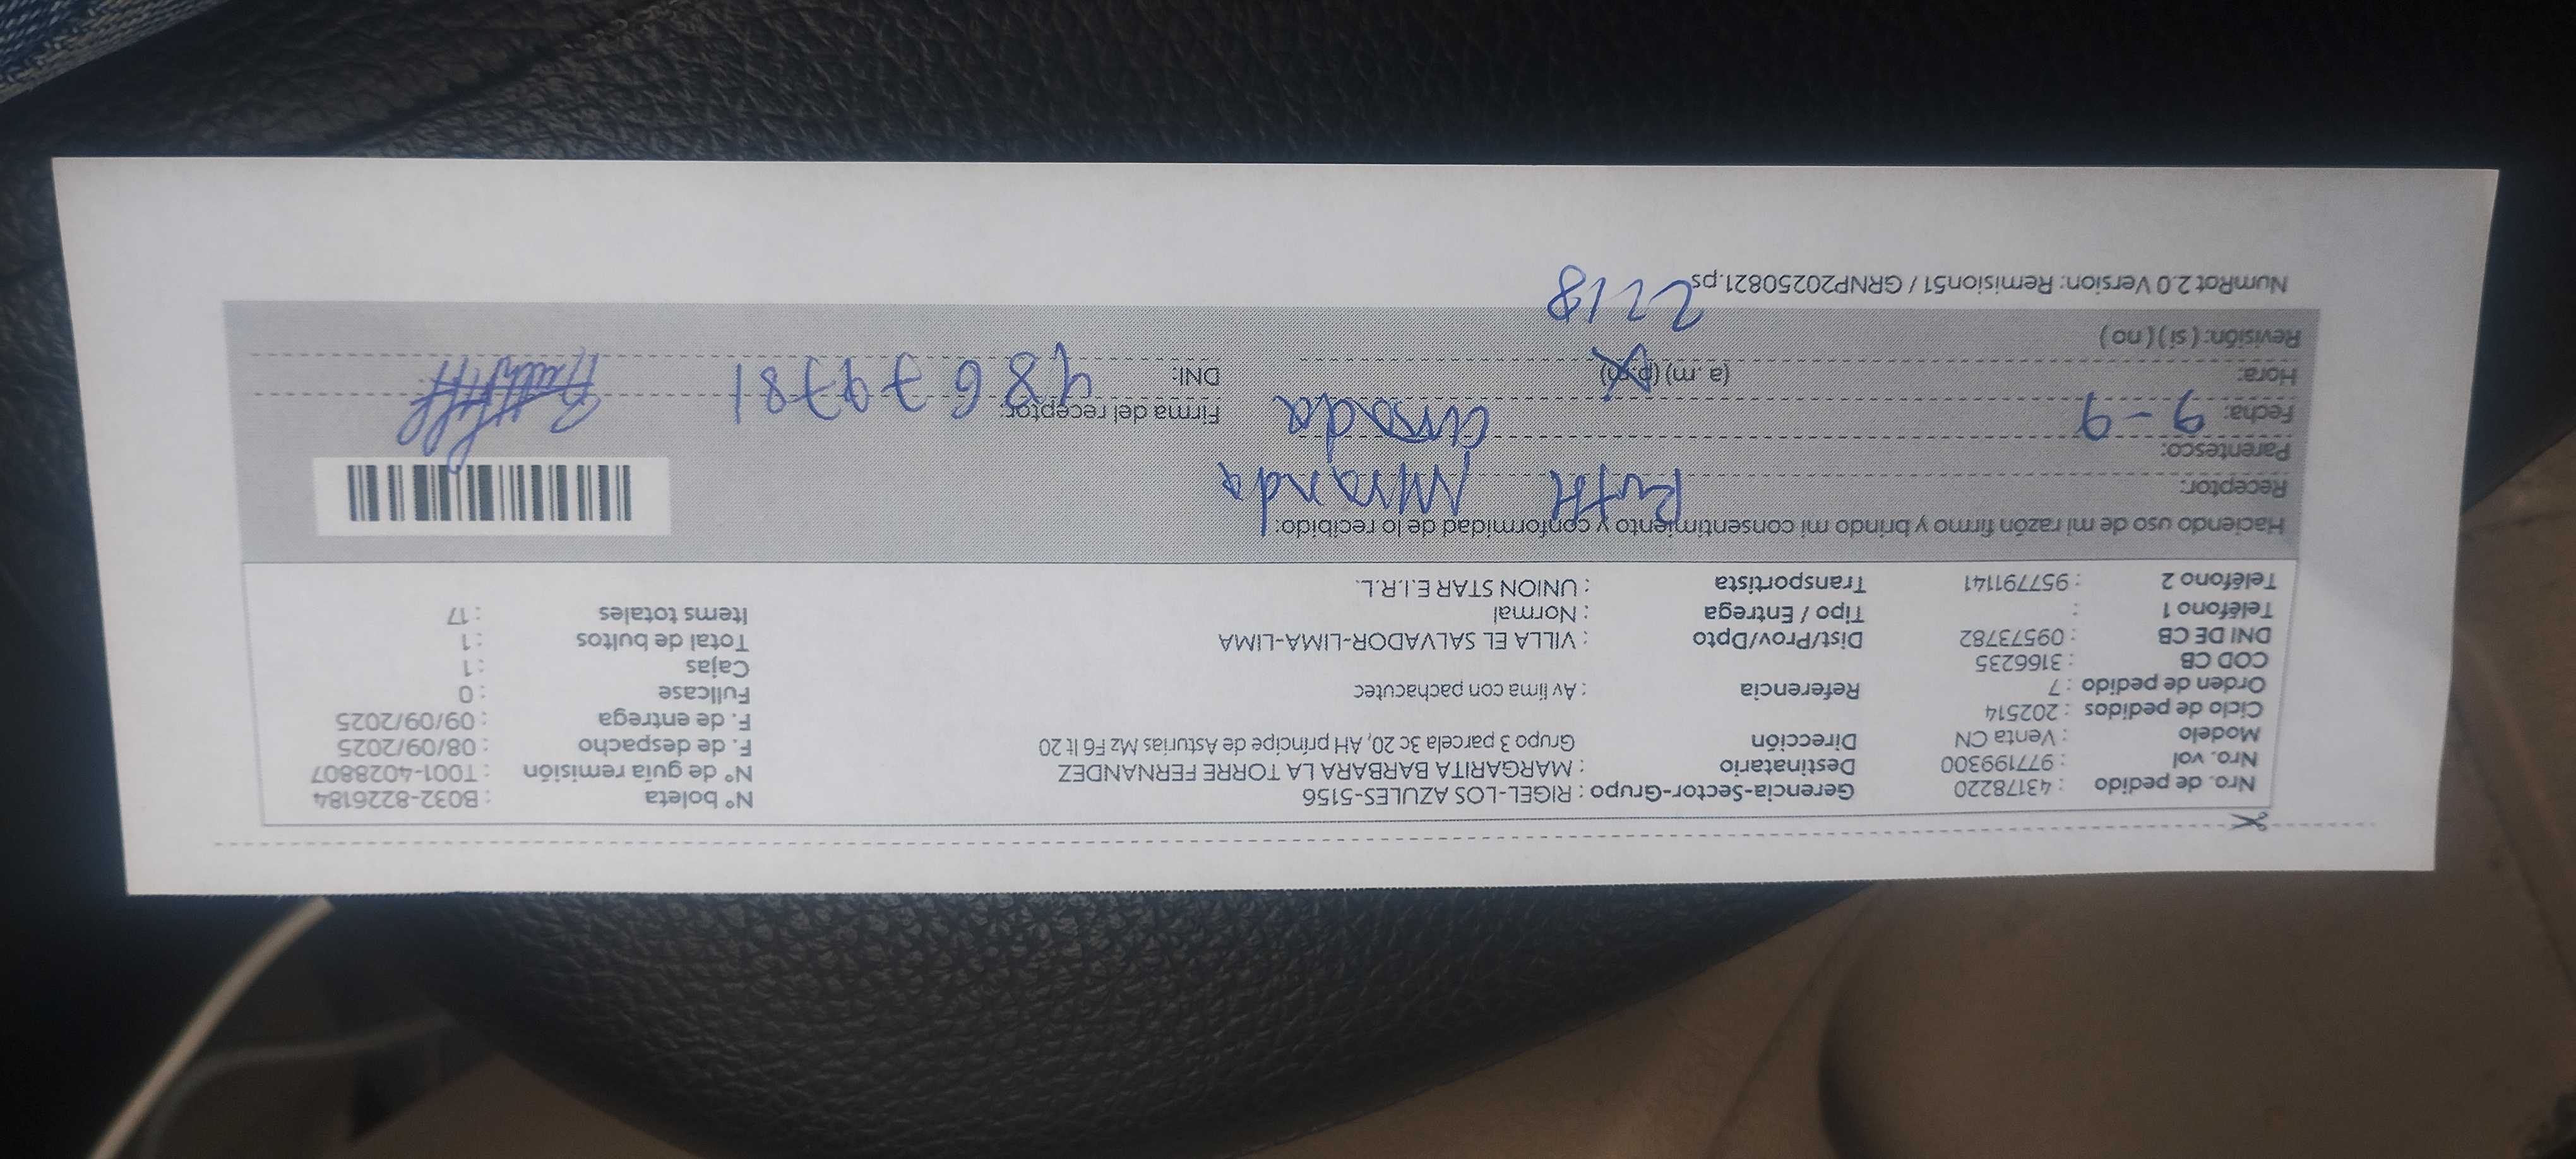 Nro. de pedido : 43178220
Nro. vol : 977199300
Modelo : Venta CN
Ciclo de pedidos : 202514
Orden de pedido : 7
COD CB : 3166235
DNI DE CB : 09573782
Teléfono 1 :
Teléfono 2 : 957791141
Gerencia-Sector-Grupo : RIGEL-LOS AZULES-5156
Destinatario : MARGARITA BARBARA LA TORRE FERNANDEZ
Dirección Grupo 3 parcela 3c 20, AH principe de Asturias Mz F6 lt 20
Referencia : Av lima con pachacutec
Dist/Prov/Dpto : VILLA EL SALVADOR-LIMA-LIMA
Tipo / Entrega : Normal
Transportista : UNION STAR E.I.R.L.
N° boleta : B032-8226184
N° de guía remisión : T001-4028807
F. de despacho : 08/09/2025
F. de entrega : 09/09/2025
Fullcase : 0
Cajas : 1
Total de bultos : 1
Items totales : 17
Haciendo uso de mi razón firmo y brindo mi consentimiento y conformidad de lo recibido:
Receptor: Ruth Miranda
Parentesco:
Fecha: 9-9
Firma del receptor:
Hora: (a. m) (p.m)
DNI: 48679781
Revisión: ( si ) ( no )
2218
NumRot 2.0 Version: Remision51 / GRNP20250821.ps